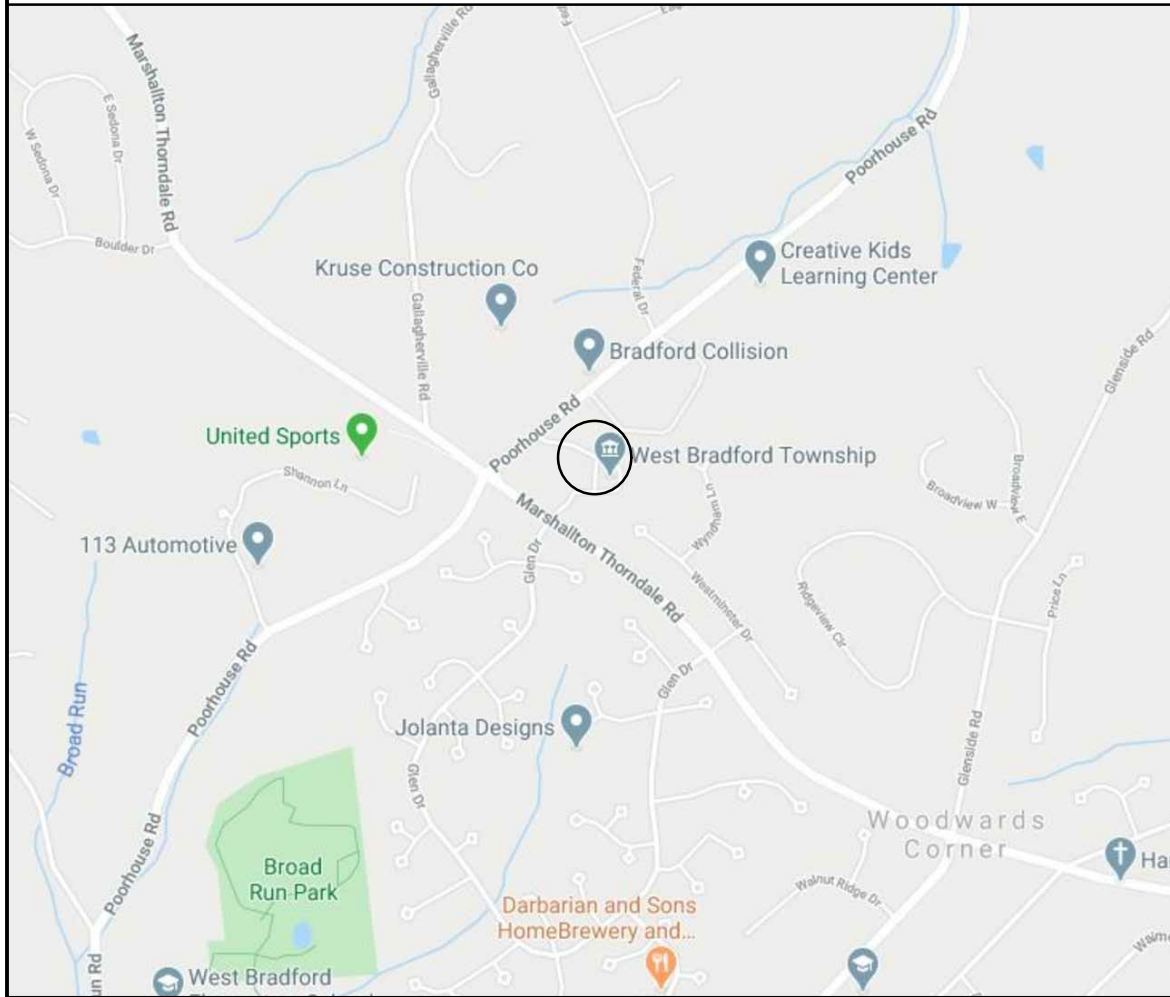 Gallagherville Rd
Fed
Marshallton Thorndale Rd
E Sedona Dr
W Sedona Dr
Boulder Dr
Poorhouse Rd
Creative Kids
Learning Center
Kruse Construction Co
Federal Dr
Gallagherville Rd
Bradford Collision
Glenside Rd
Poorhouse Rd
United Sports
West Bradford Township
Shannon Ln
Broadview W
Broadview E
Wyndham Ln
Marshallton Thorndale Rd
113 Automotive
Glen Dr
Westminster Dr
Ridgeview Cir
Price Ln
Poorhouse Rd
Broad Run
Glen Dr
Jolanta Designs
Glenside Rd
Glen Dr
Woodwards
Corner
Ha
Broad
Run Park
Poorhouse Rd
Walnut Ridge Dr
Darbarian and Sons
HomeBrewery and...
un Rd
West Bradford